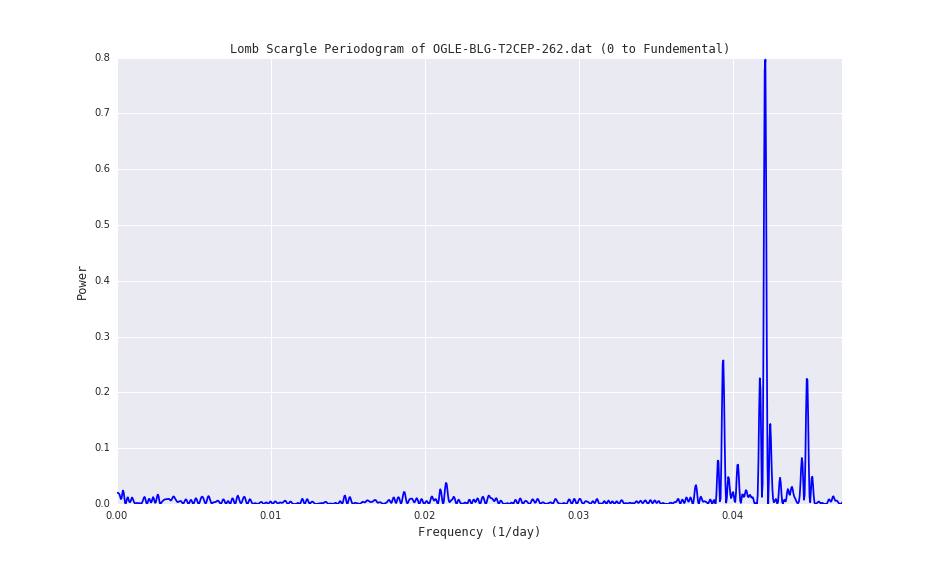 Lomb Scargle Periodogram of OGLE-BLG-T2CEP-262.dat (0 to Fundemental)
0.8
0.7
0.6
0.5
0.4
0.3
0.2
0.1
0.0
Power
0.00 0.01 0.02 0.03 0.04
Frequency (1/day)